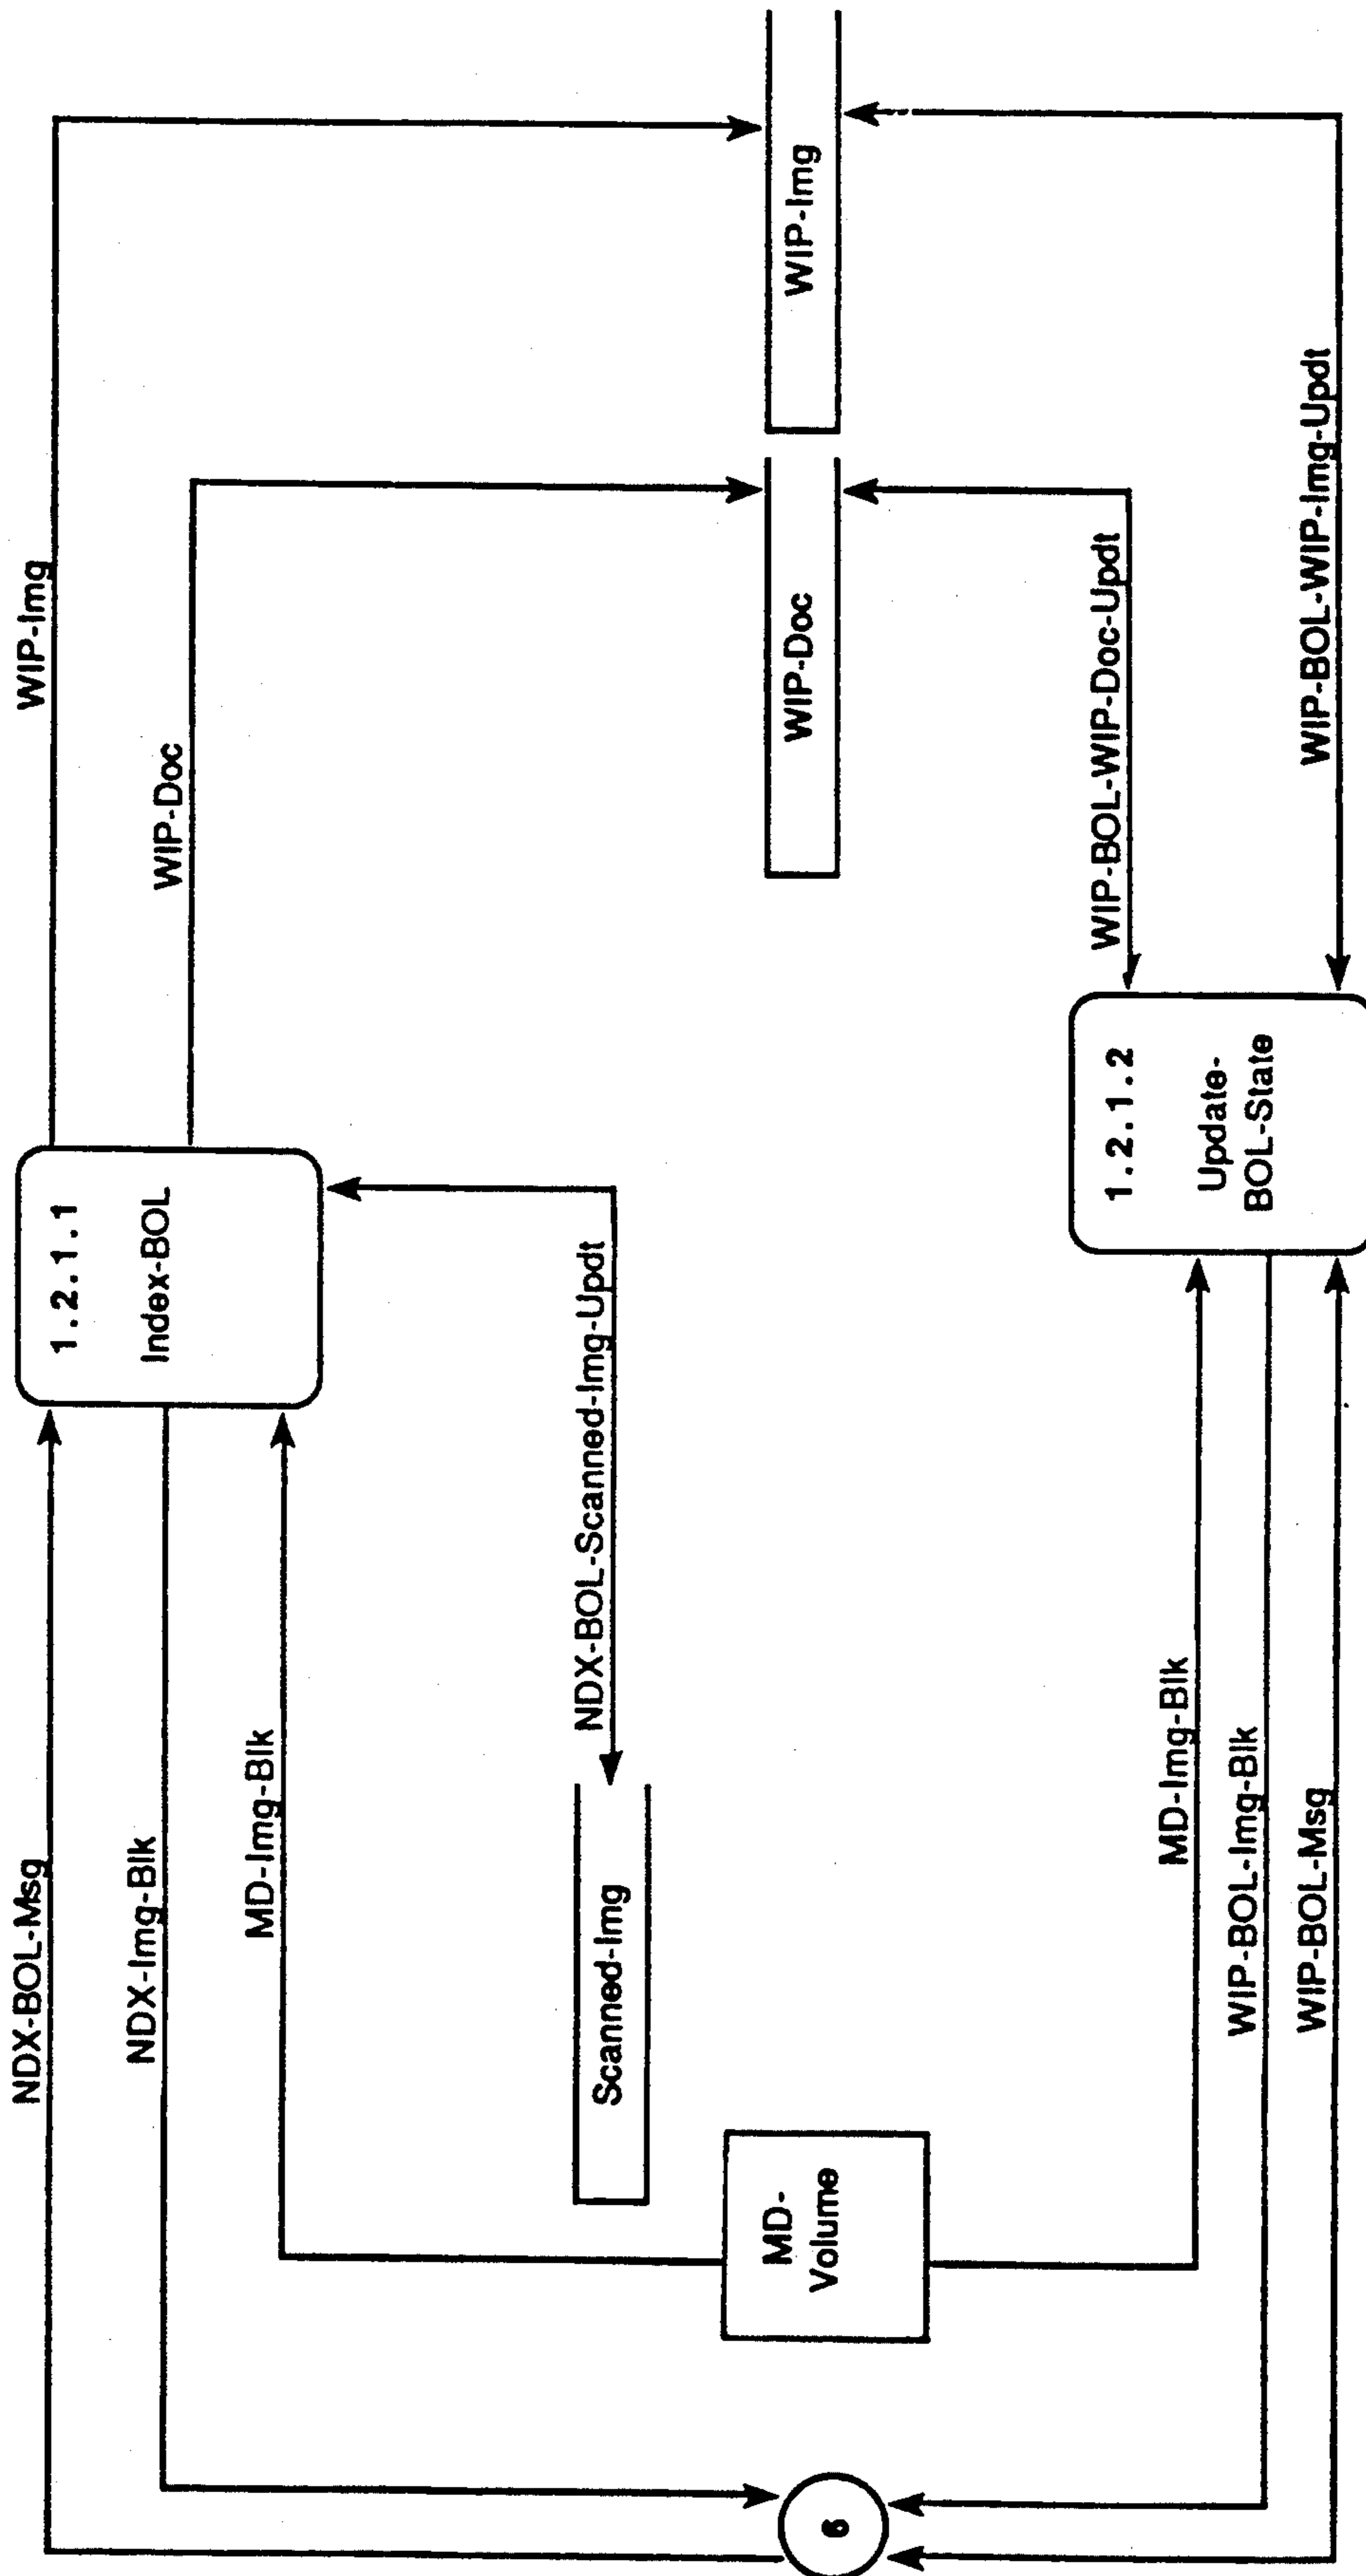 NDX-BOL-Msg
NDX-Img-Blk
MD-Img-Blk
1.2.1.1
Index-BOL
WIP-Img
WIP-Doc
NDX-BOL-Scanned-Img-Updt
Scanned-Img
MD-
Volume
6
WIP-Doc
WIP-Img
WIP-BOL-WIP-Doc-Updt
WIP-BOL-WIP-Img-Updt
MD-Img-Blk
WIP-BOL-Img-Blk
WIP-BOL-Msg
1.2.1.2
Update-
BOL-State